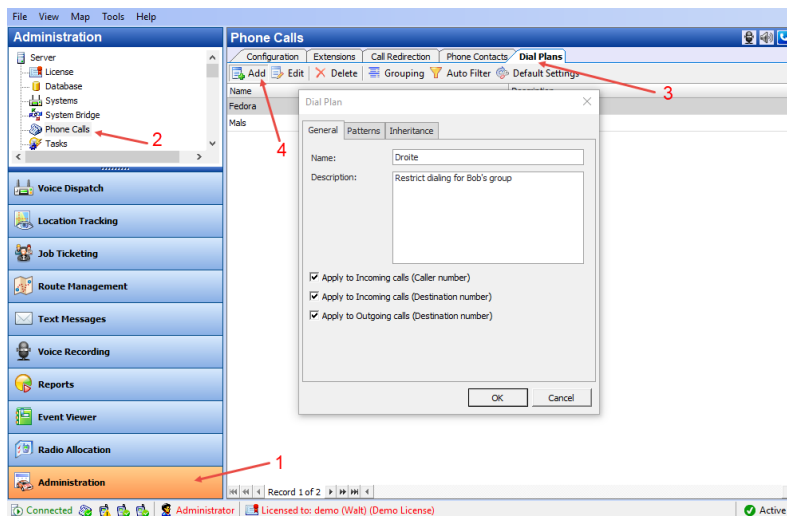 File View Map Tools Help
Administration
Phone Calls
Server
License
Database
Systems
System Bridge
Phone Calls
Tasks
2
Configuration Extensions Call Redirection Phone Contacts Dial Plans
Add Edit Delete Grouping Auto Filter Default Settings
Name
Fedora
Mals
3
4
Dial Plan
General Patterns Inheritance
Name: Droite
Description: Restrict dialing for Bob's group
Apply to Incoming calls (Caller number)
Apply to Incoming calls (Destination number)
Apply to Outgoing calls (Destination number)
OK Cancel
Voice Dispatch
Location Tracking
Job Ticketing
Route Management
Text Messages
Voice Recording
Reports
Event Viewer
Radio Allocation
Administration
1
Record 1 of 2
Connected Administrator Licensed to: demo (Walt) (Demo License) Active